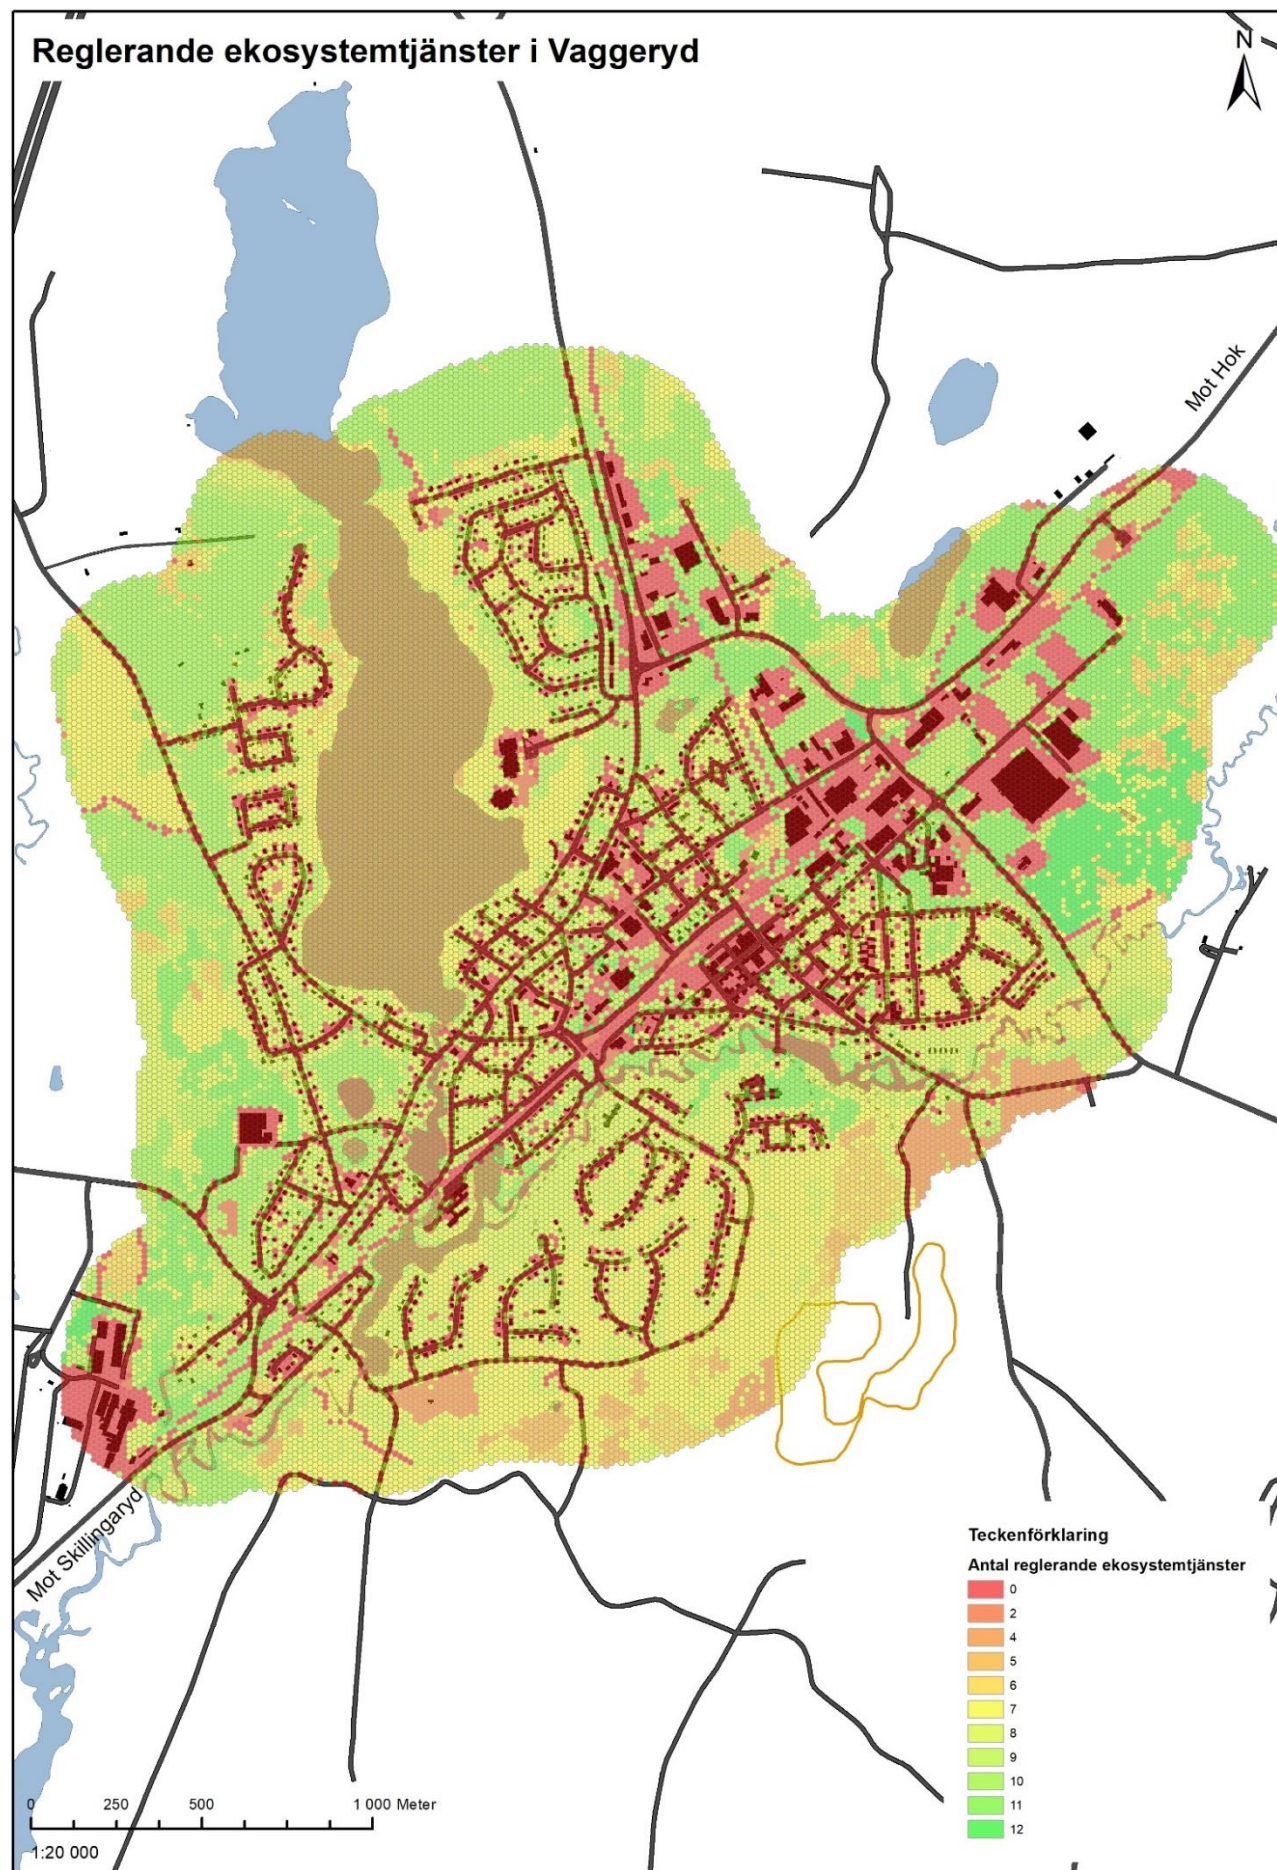 Reglerande ekosystemtjänster i Vaggeryd
N
Mot Hok
Mot Skillingaryd
Teckenförklaring
Antal reglerande ekosystemtjänster
0
2
4
5
6
7
8
9
10
11
12
0 250 500 1 000 Meter
1:20 000